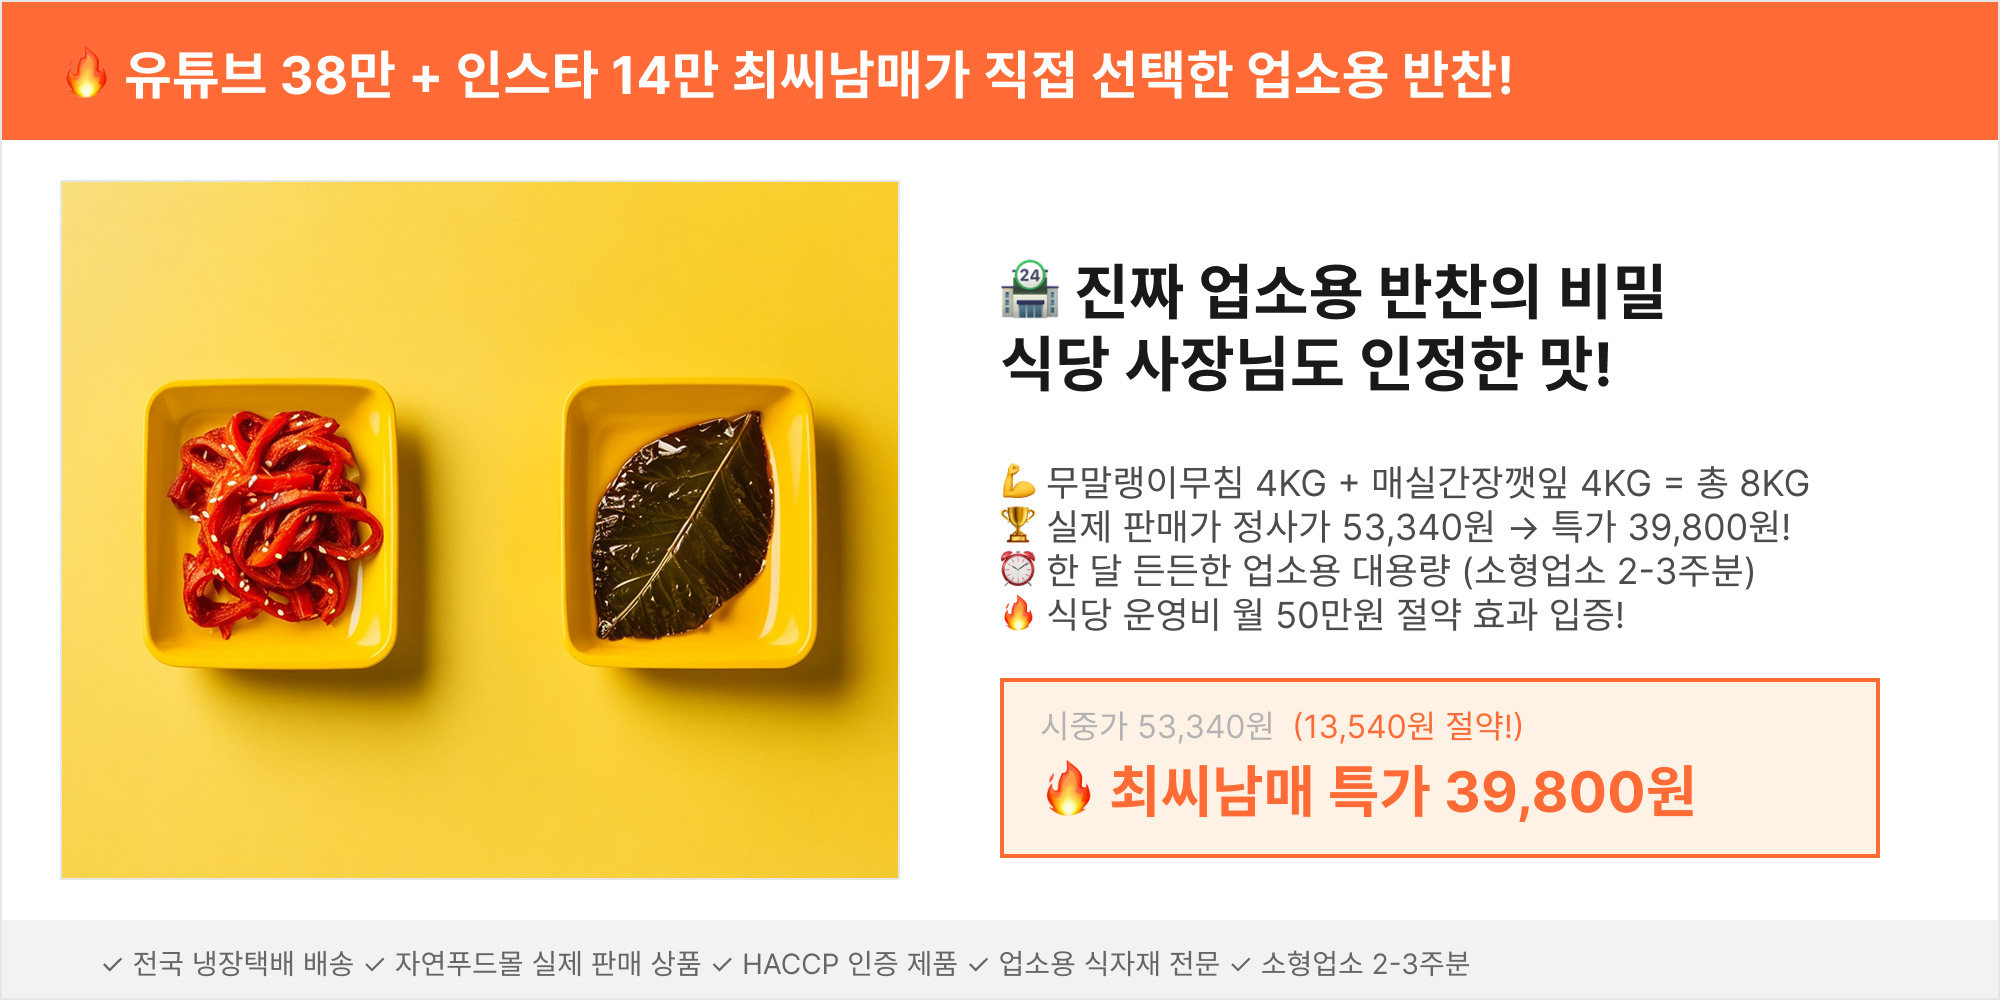 🔥 유튜브 38만 + 인스타 14만 최씨남매가 직접 선택한 업소용 반찬!
🏪 진짜 업소용 반찬의 비밀
식당 사장님도 인정한 맛!
💪 무말랭이무침 4KG + 매실간장깻잎 4KG = 총 8KG
🏆 실제 판매가 정사가 53,340원 → 특가 39,800원!
⏰ 한 달 든든한 업소용 대용량 (소형업소 2-3주분)
🔥 식당 운영비 월 50만원 절약 효과 입증!
시중가 53,340원 (13,540원 절약!)
🔥 최씨남매 특가 39,800원
✓ 전국 냉장택배 배송 ✓ 자연푸드몰 실제 판매 상품 ✓ HACCP 인증 제품 ✓ 업소용 식자재 전문 ✓ 소형업소 2-3주분